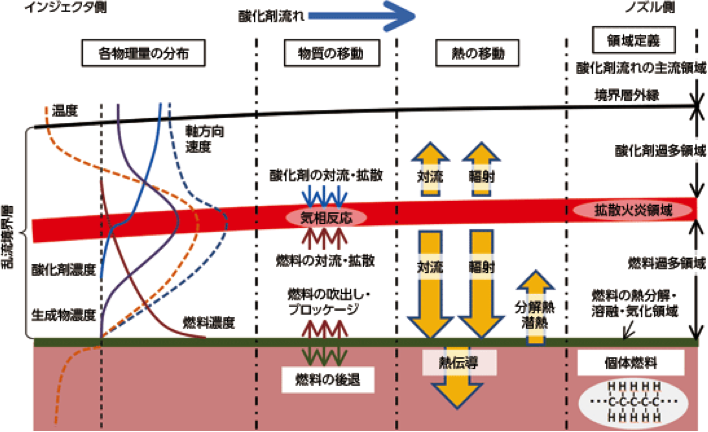 インジェクタ側
酸化剤流れ
ノズル側
各物理量の分布
物質の移動
熱の移動
領域定義
酸化剤流れの主流領域
境界層外縁
温度
軸方向
速度
酸化剤の対流・拡散
対流
輻射
酸化剤過多領域
気相反応
拡散火炎領域
乱流境界層
燃料の対流・拡散
対流
輻射
燃料過多領域
酸化剤濃度
生成物濃度
燃料濃度
燃料の吹出し・
ブロッケージ
分解熱
潜熱
燃料の熱分解・
溶融・気化領域
燃料の後退
熱伝導
個体燃料
HHHHH
···-C-C-C-C-C-···
HHHHH